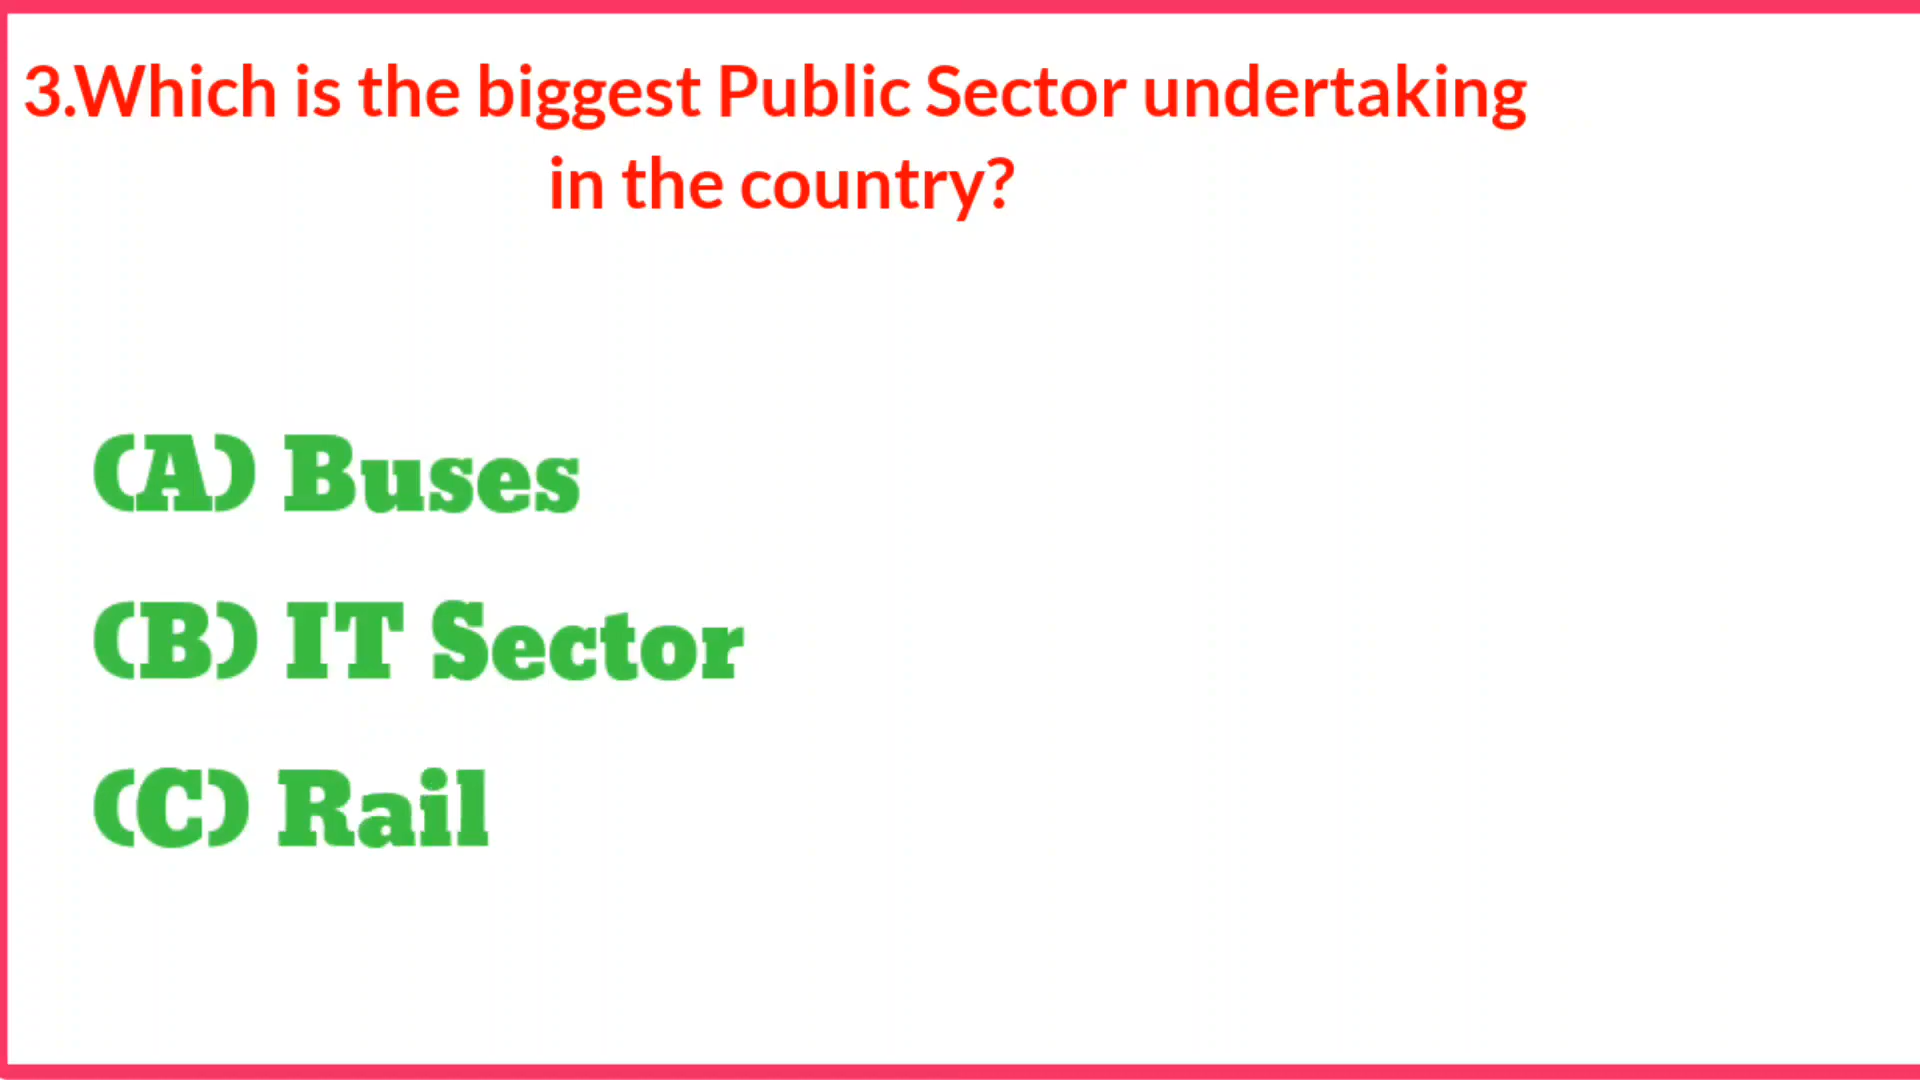 3.Which is the biggest Public Sector undertaking
in the country?
(A) Buses
(B) IT Sector
(C) Rail